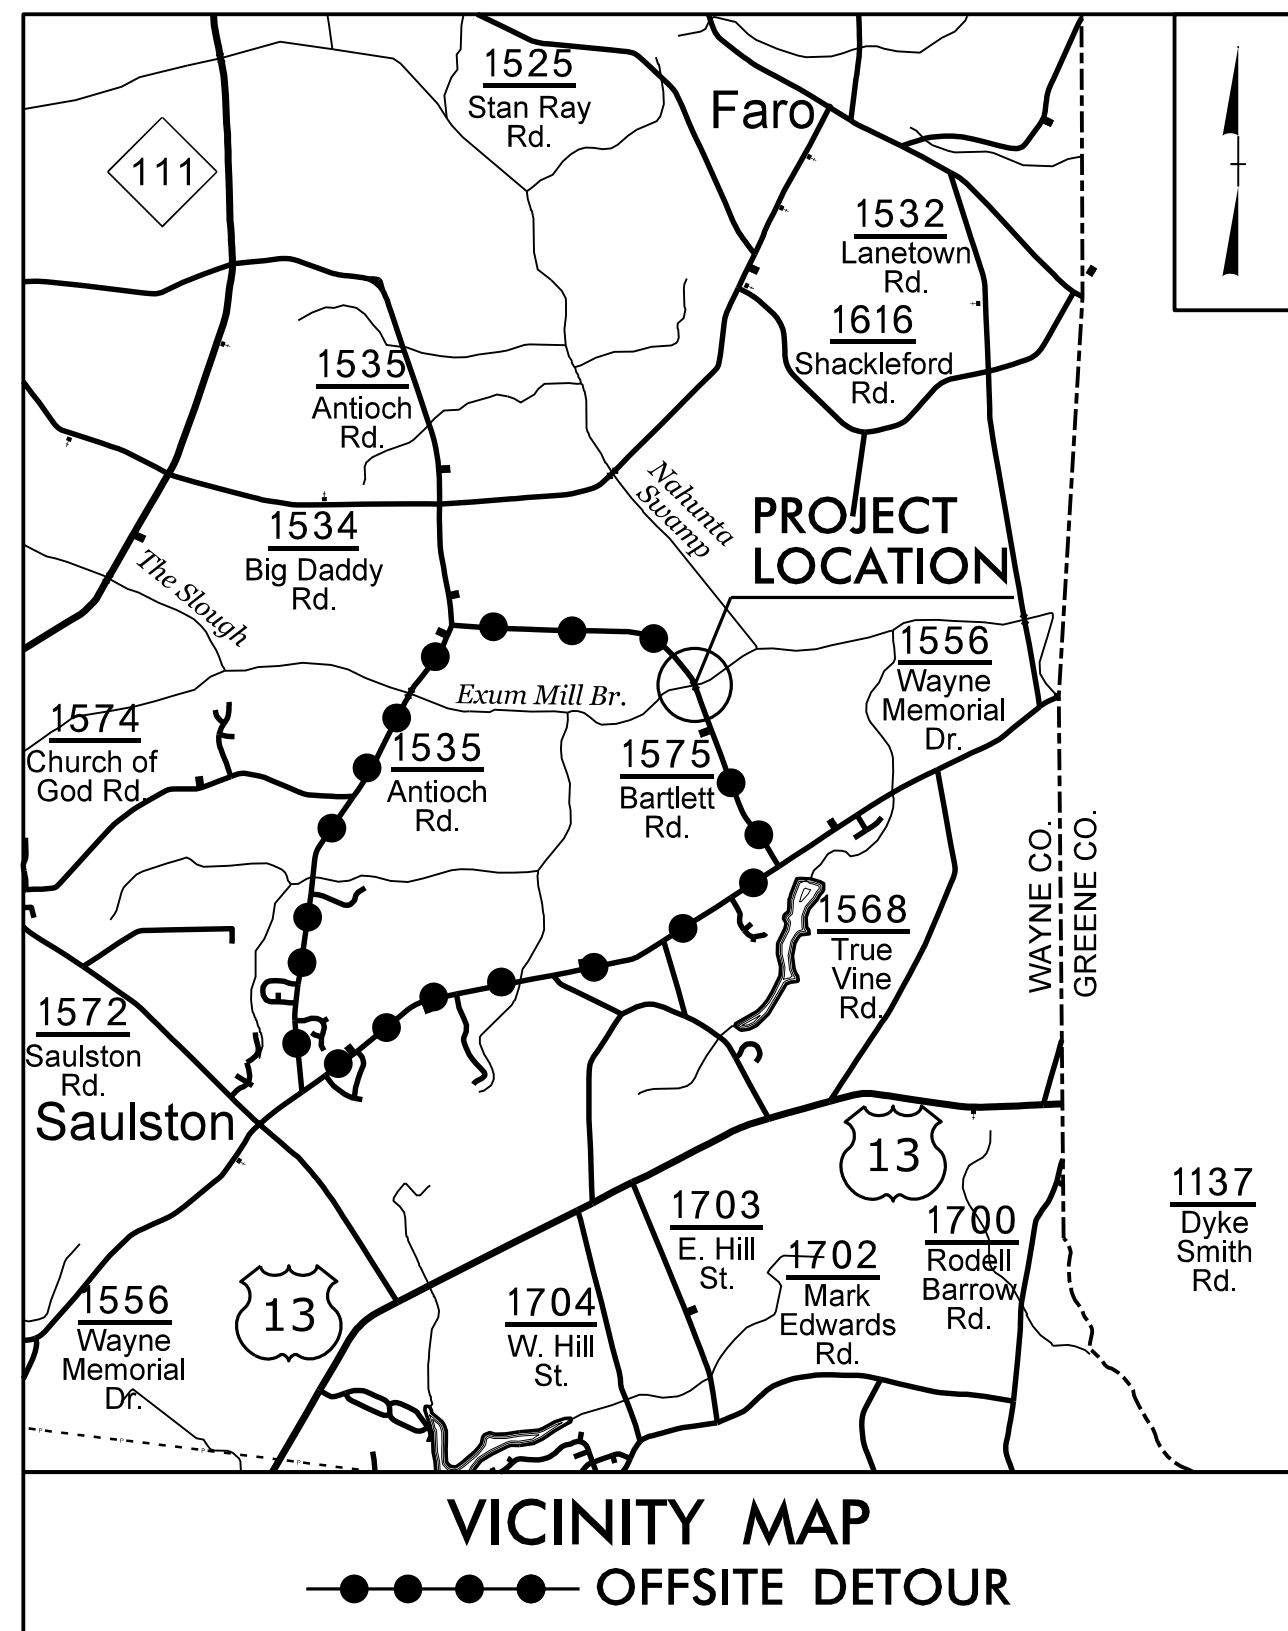 1525
Stan Ray
Rd.
Faro
111
1532
Lanetown
Rd.
1616
Shackleford
Rd.
1535
Antioch
Rd.
Nahunta
Swamp
PROJECT
LOCATION
1534
Big Daddy
Rd.
The Slough
1556
Wayne
Memorial
Dr.
Exum Mill Br.
1574
Church of
God Rd.
1535
Antioch
Rd.
1575
Bartlett
Rd.
WAYNE CO.
GREENE CO.
1568
True
Vine
Rd.
1572
Saulston
Rd.
Saulston
13
1137
Dyke
Smith
Rd.
1703
E. Hill
St.
1700
Rodell
Barrow
Rd.
1702
Mark
Edwards
Rd.
1556
Wayne
Memorial
Dr.
13
1704
W. Hill
St.
P
P
P
VICINITY MAP
OFFSITE DETOUR